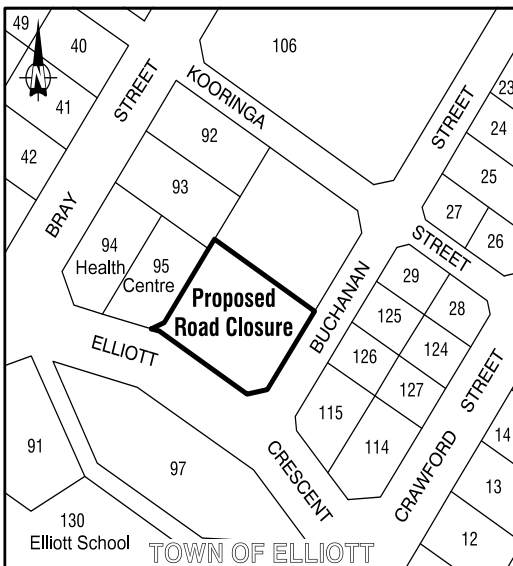 49
40
106
N
41
42
STREET
KOORINGA
92
93
BRAY
94
Health
95
Centre
Proposed
Road Closure
ELLIOTT
STREET
23
24
25
27
26
STREET
BUCHANAN
29
28
125
124
126
127
115
114
STREET
CRAWFORD
CRESCENT
14
13
12
91
97
130
Elliott School
TOWN OF ELLIOTT